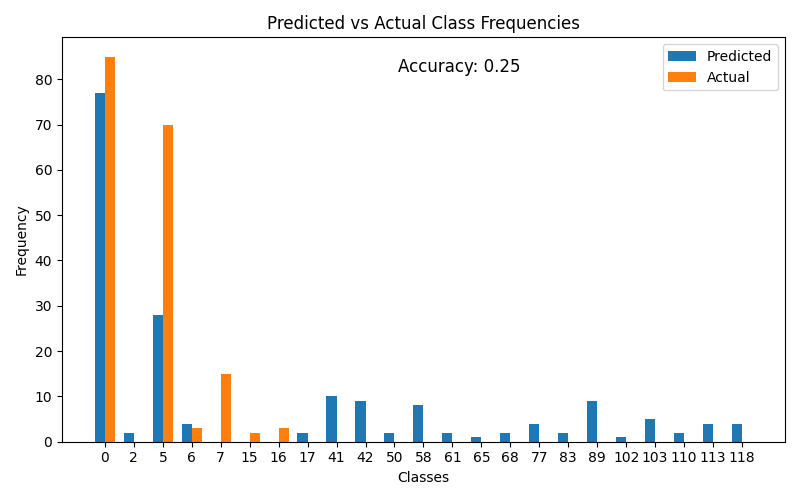 Predicted vs Actual Class Frequencies
Accuracy: 0.25
Predicted
Actual
Frequency
80
70
60
50
40
30
20
10
0
0 2 5 6 7 15 16 17 41 42 50 58 61 65 68 77 83 89 102 103 110 113 118
Classes